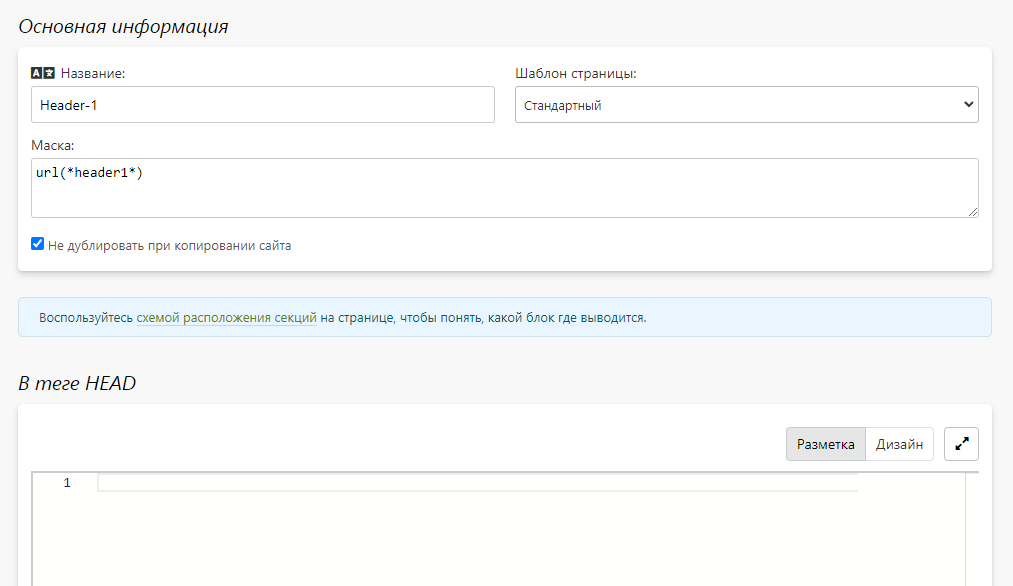 Основная информация
Название:
Шаблон страницы:
Header-1
Стандартный
Маска:
url(*header1*)
Не дублировать при копировании сайта
Воспользуйтесь схемой расположения секций на странице, чтобы понять, какой блок где выводится.
В теге HEAD
Разметка Дизайн
1